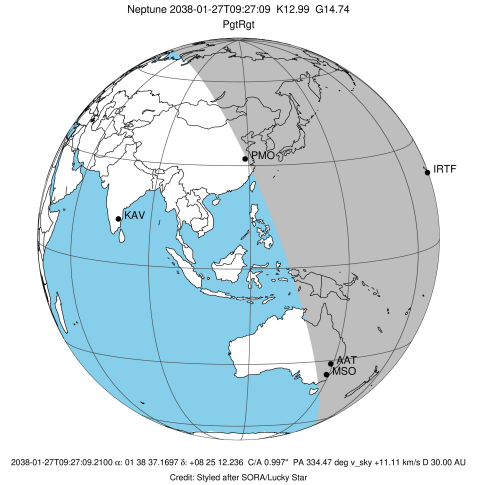 Neptune 2038-01-27T09:27:09 K12.99 G14.74
PgtRgt
PMO
IRTF
KAV
AAT
MSO
2038-01-27T09:27:09.2100 α: 01 38 37.1697 δ: +08 25 12.236 C/A 0.997" PA 334.47 deg v_sky +11.11 km/s D 30.00 AU
Credit: Styled after SORA/Lucky Star